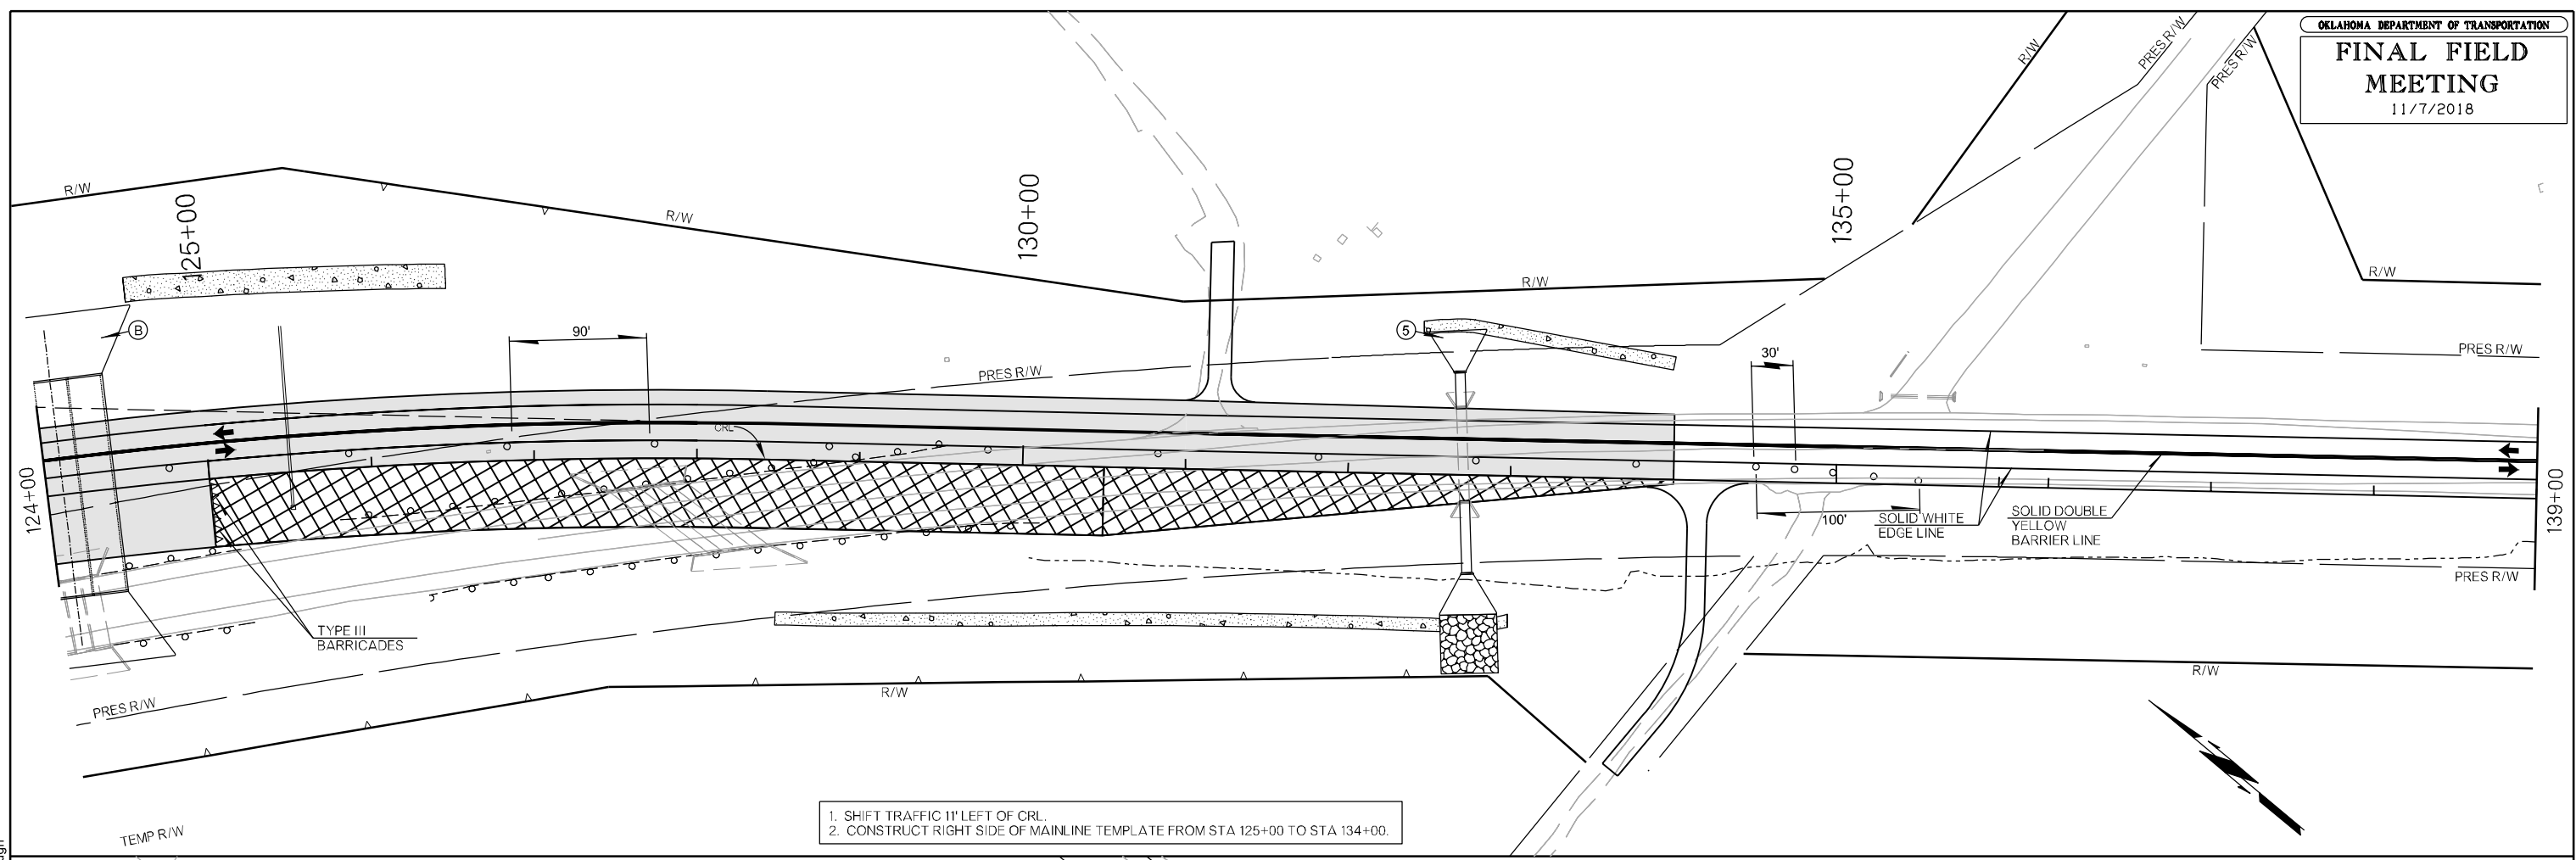 OKLAHOMA DEPARTMENT OF TRANSPORTATION
FINAL FIELD
MEETING
11/7/2018
R/W
PRES R/W
PRES R/W
R/W
R/W
125+00
130+00
135+00
R/W
R/W
B
90'
5
30'
PRES R/W
PRES R/W
CRL
124+00
139+00
100'
SOLID WHITE
EDGE LINE
SOLID DOUBLE
YELLOW
BARRIER LINE
PRES R/W
TYPE III
BARRICADES
R/W
R/W
PRES R/W
1. SHIFT TRAFFIC 11' LEFT OF CRL.
2. CONSTRUCT RIGHT SIDE OF MAINLINE TEMPLATE FROM STA 125+00 TO STA 134+00.
TEMP R/W